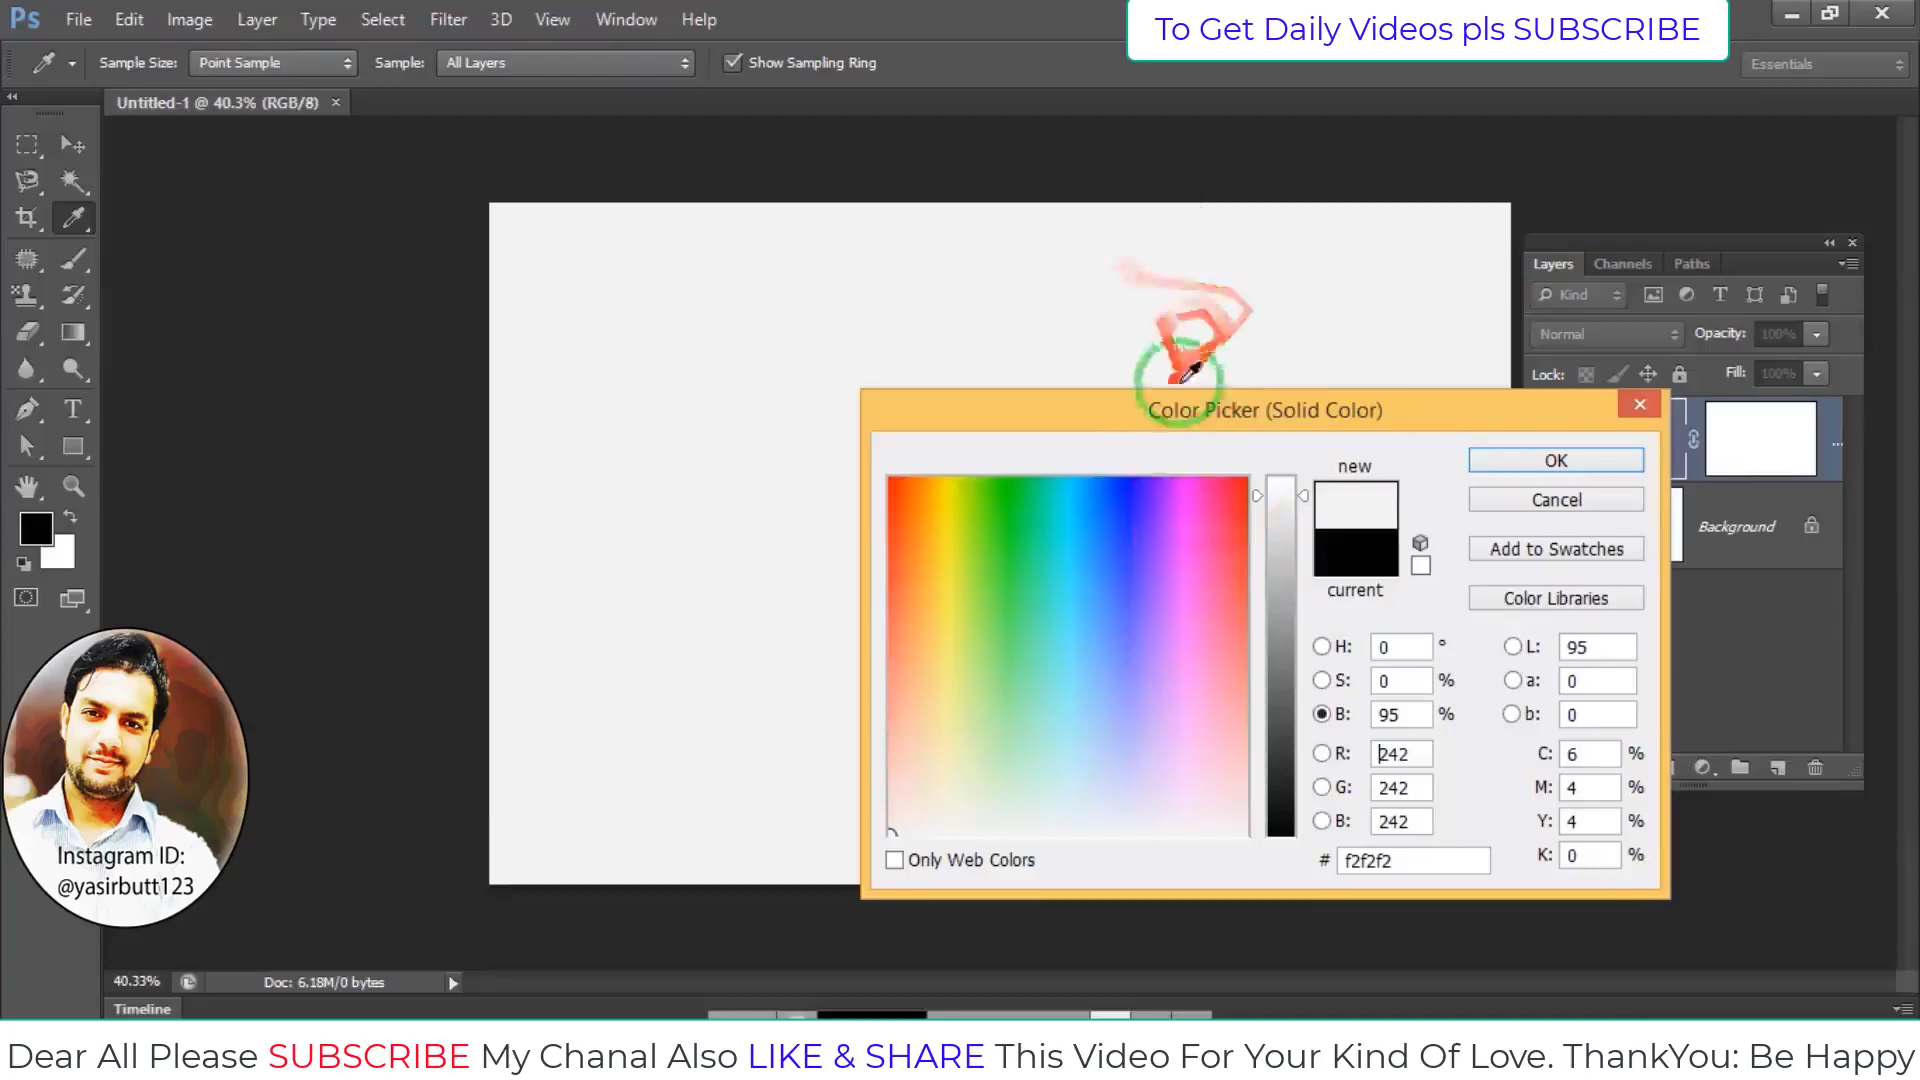 Ps File Edit Image Layer Type Select Filter 3D View Window Help
To Get Daily Videos pls SUBSCRIBE
Sample Size: Point Sample Sample: All Layers Show Sampling Ring
Essentials
Untitled-1 @ 40.3% (RGB/8) ×
Layers Channels Paths
Kind
Normal Opacity: 100%
Lock: Fill: 100%
Background
Color Picker (Solid Color)
new
current
OK
Cancel
Add to Swatches
Color Libraries
H: 0 °
S: 0 %
B: 95 %
R: 242
G: 242
B: 242
L: 95
a: 0
b: 0
C: 6 %
M: 4 %
Y: 4 %
K: 0 %
# f2f2f2
Only Web Colors
Instagram ID:
@yasirbutt123
40.33% Doc: 6.18M/0 bytes
Timeline
Dear All Please SUBSCRIBE My Chanal Also LIKE & SHARE This Video For Your Kind Of Love. ThankYou: Be Happy